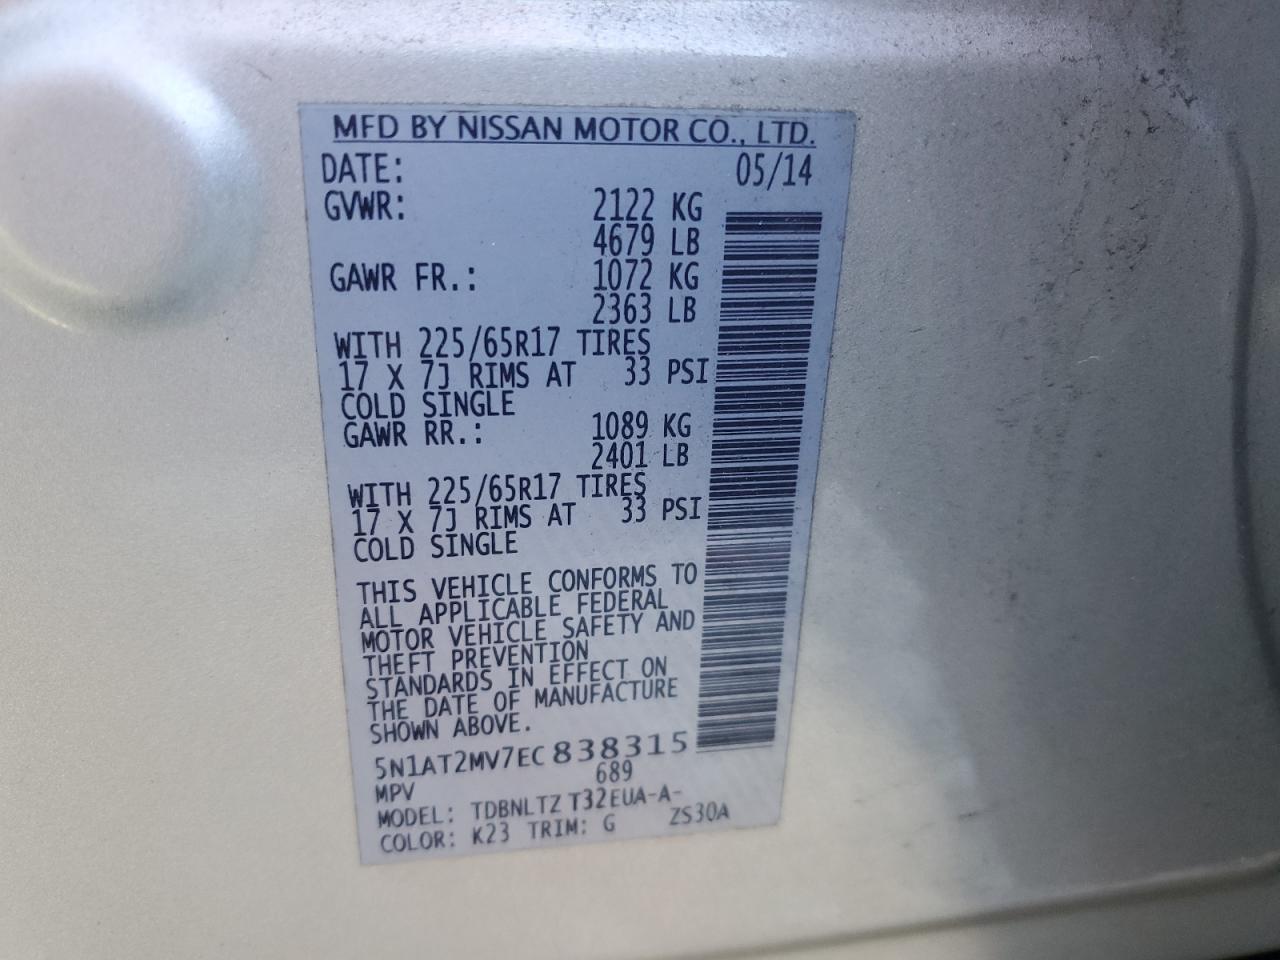 MFD BY NISSAN MOTOR CO., LTD.
DATE: 05/14
GVWR: 2122 KG
4679 LB
GAWR FR.: 1072 KG
2363 LB
WITH 225/65R17 TIRES
17 X 7J RIMS AT 33 PSI
COLD SINGLE
GAWR RR.: 1089 KG
2401 LB
WITH 225/65R17 TIRES
17 X 7J RIMS AT 33 PSI
COLD SINGLE
THIS VEHICLE CONFORMS TO
ALL APPLICABLE FEDERAL
MOTOR VEHICLE SAFETY AND
THEFT PREVENTION
STANDARDS IN EFFECT ON
THE DATE OF MANUFACTURE
SHOWN ABOVE.
5N1AT2MV7EC838315
689
MPV
MODEL: TDBNLTZ T32EUA-A-
ZS30A
COLOR: K23 TRIM: G